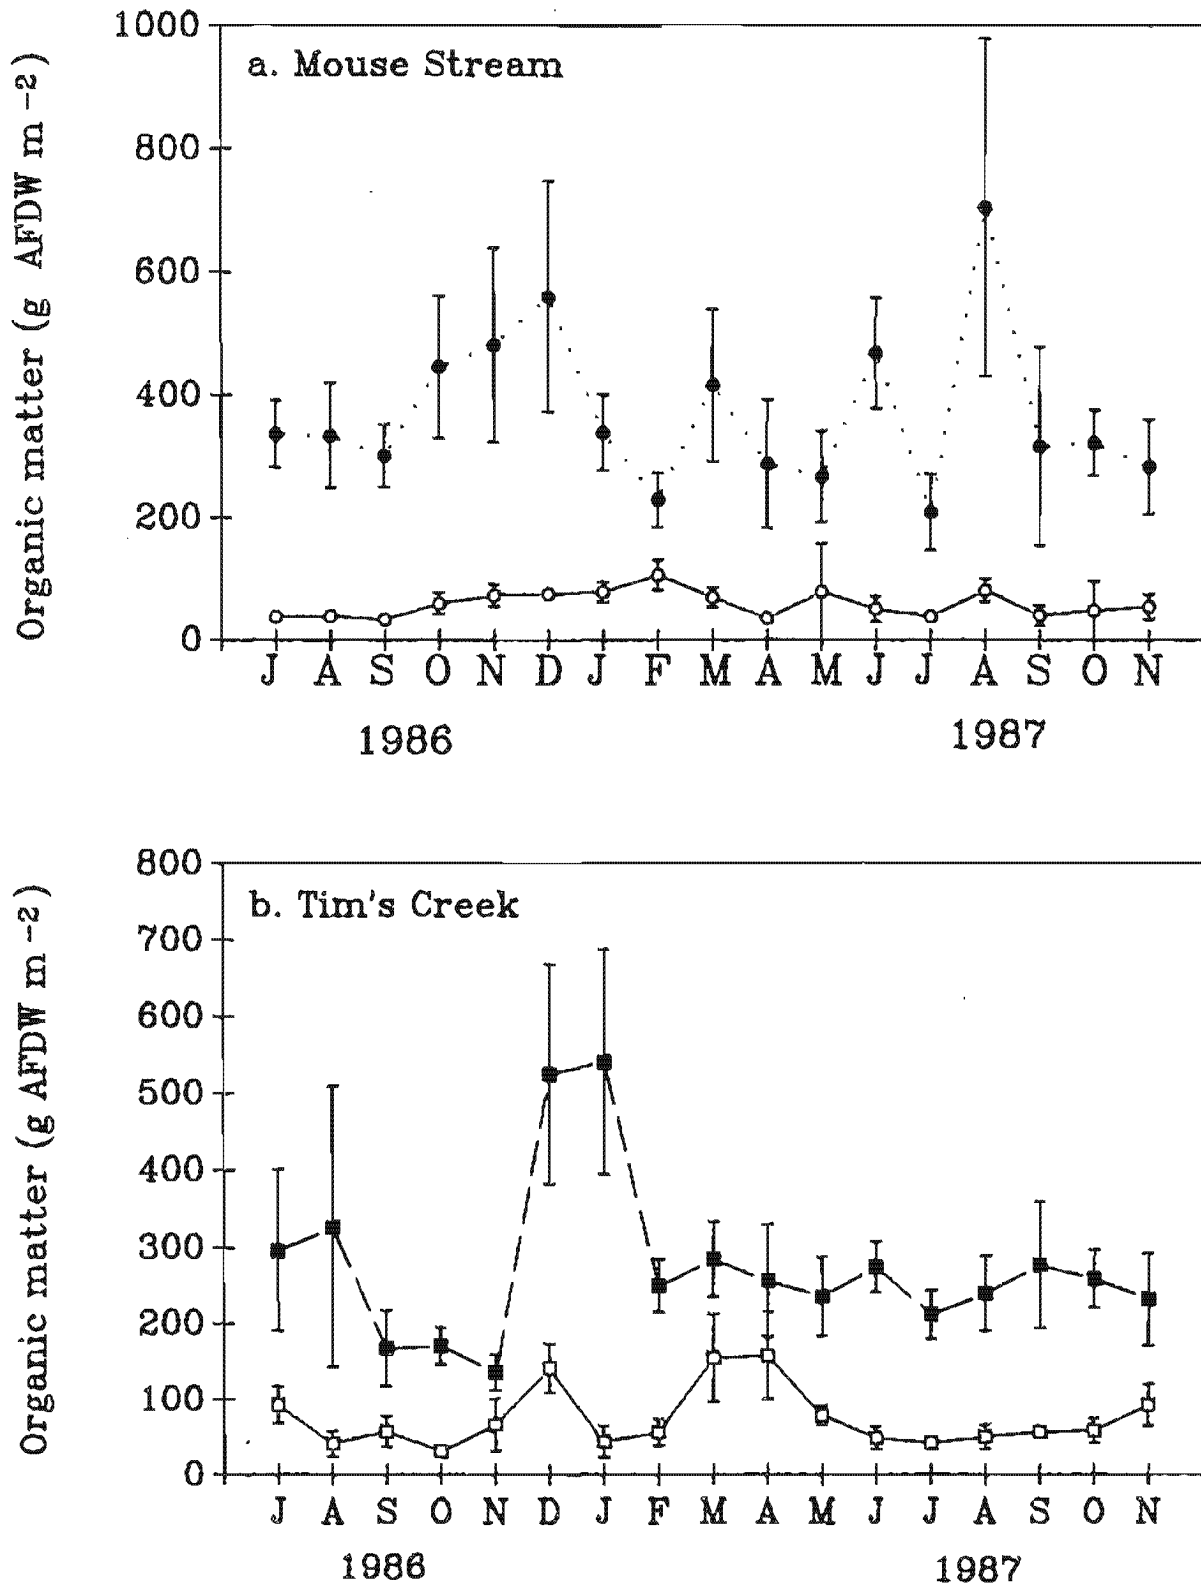 a. Mouse Stream
Organic matter (g AFDW m⁻²)
1000
800
600
400
200
0
J A S O N D J F M A M J J A S O N
1986 1987
b. Tim's Creek
Organic matter (g AFDW m⁻²)
800
700
600
500
400
300
200
100
0
J A S O N D J F M A M J J A S O N
1986 1987